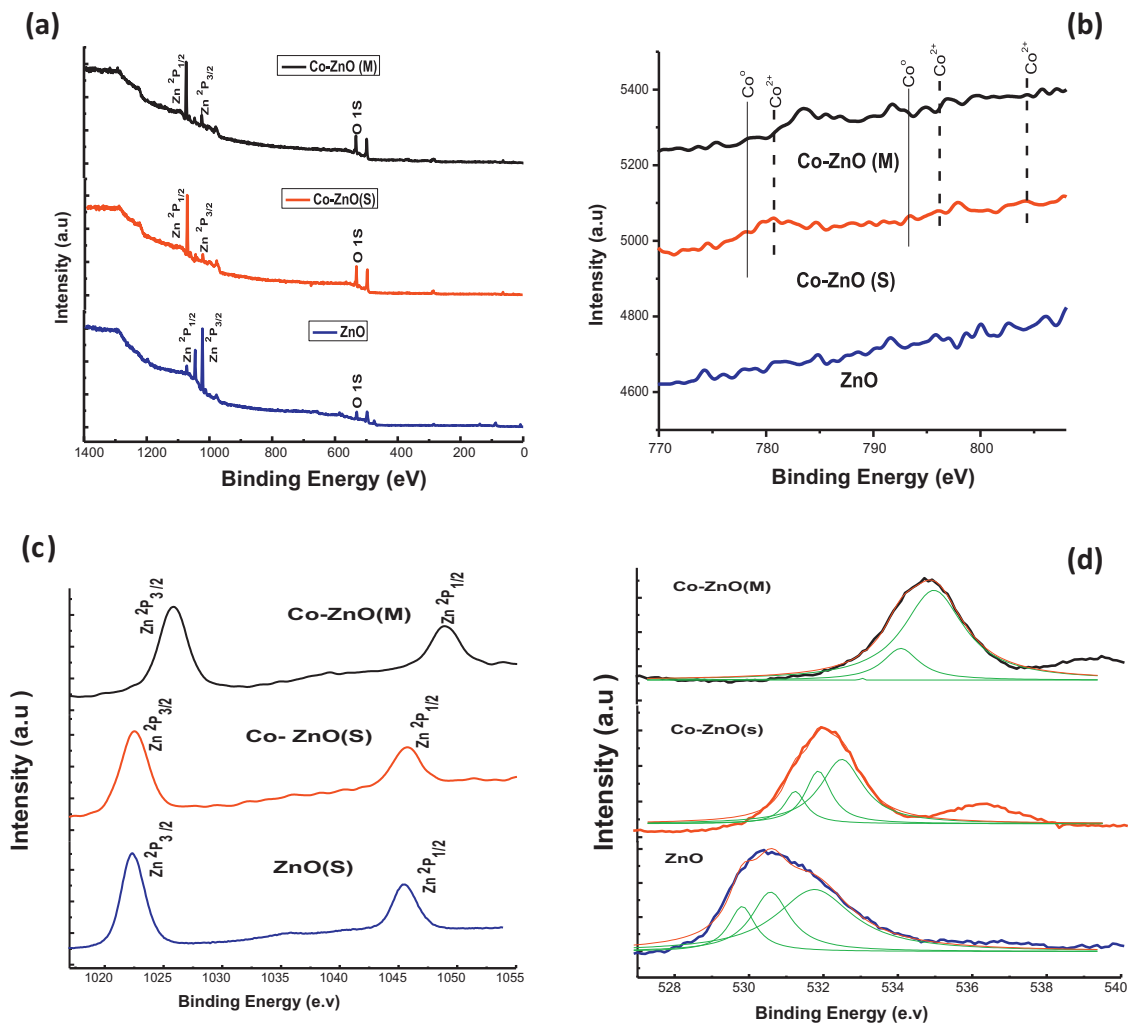 (a)
Co-ZnO (M)
Zn ²P1/2
Zn ²P3/2
O 1S
Co-ZnO(S)
Zn ²P1/2
Zn ²P3/2
O 1S
ZnO
Zn ²P1/2
Zn ²P3/2
O 1S
Intensity (a.u)
1400 1200 1000 800 600 400 200 0
Binding Energy (eV)
(b)
Co⁰
Co²⁺
Co⁰
Co²⁺
Co²⁺
5400
5200
5000
4800
4600
Co-ZnO (M)
Co-ZnO (S)
ZnO
Intensity (a.u)
770 780 790 800
Binding Energy (eV)
(c)
Zn ²P3/2
Zn ²P1/2
Co-ZnO(M)
Zn ²P3/2
Zn ²P1/2
Co- ZnO(S)
Zn ²P3/2
Zn ²P1/2
ZnO(S)
Intensity (a.u)
1020 1025 1030 1035 1040 1045 1050 1055
Binding Energy (e.v)
(d)
Co-ZnO(M)
Co-ZnO(s)
ZnO
Intensity (a.u)
528 530 532 534 536 538 540
Binding Energy (e.v)